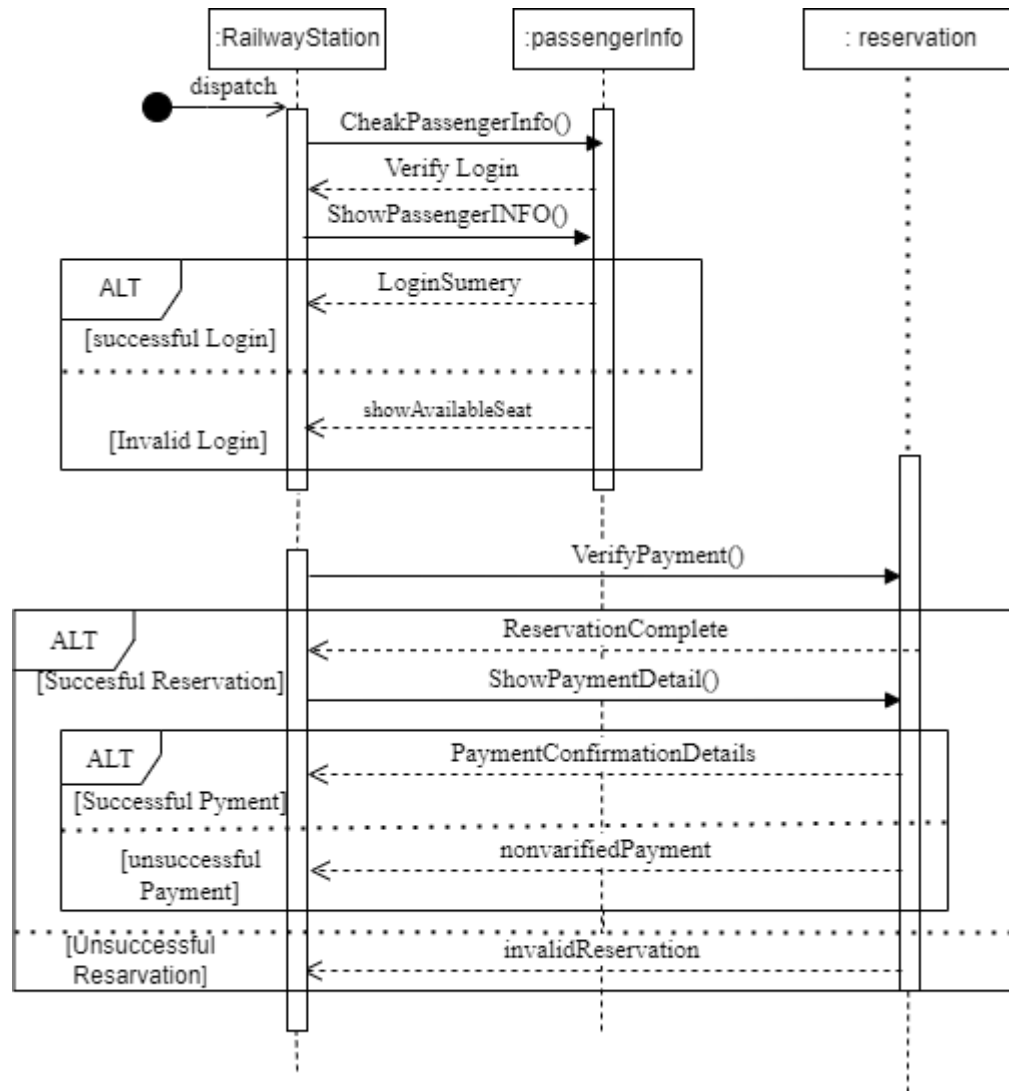 :RailwayStation
:passengerInfo
: reservation
dispatch
CheakPassengerInfo()
Verify Login
ShowPassengerINFO()
ALT
LoginSumery
[successful Login]
showAvailableSeat
[Invalid Login]
VerifyPayment()
ALT
ReservationComplete
[Succesful Reservation]
ShowPaymentDetail()
ALT
PaymentConfirmationDetails
[Successful Pyment]
nonvarifiedPayment
[unsuccessful
Payment]
[Unsuccessful
Resarvation]
invalidReservation